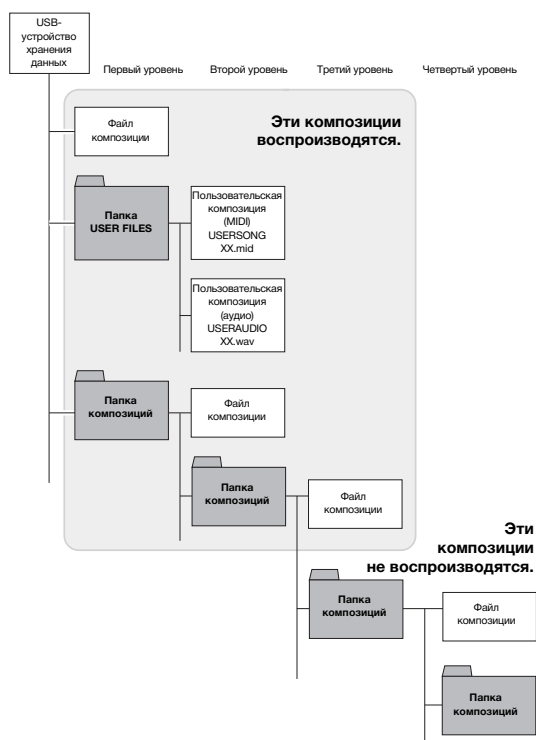 USB-
устройство
хранения
данных
Первый уровень
Второй уровень
Третий уровень
Четвертый уровень
Файл
композиции
Эти композиции
воспроизводятся.
Папка
USER FILES
Пользовательская
композиция
(MIDI)
USERSONG
XX.mid
Пользовательская
композиция
(аудио)
USERAUDIO
XX.wav
Папка
композиций
Файл
композиции
Папка
композиций
Файл
композиции
Эти
композиции
не воспроизводятся.
Папка
композиций
Файл
композиции
Папка
композиций